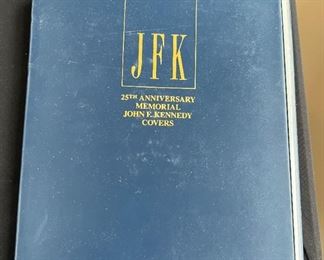 JFK
25TH ANNIVERSARY
MEMORIAL
JOHN F. KENNEDY
COVERS